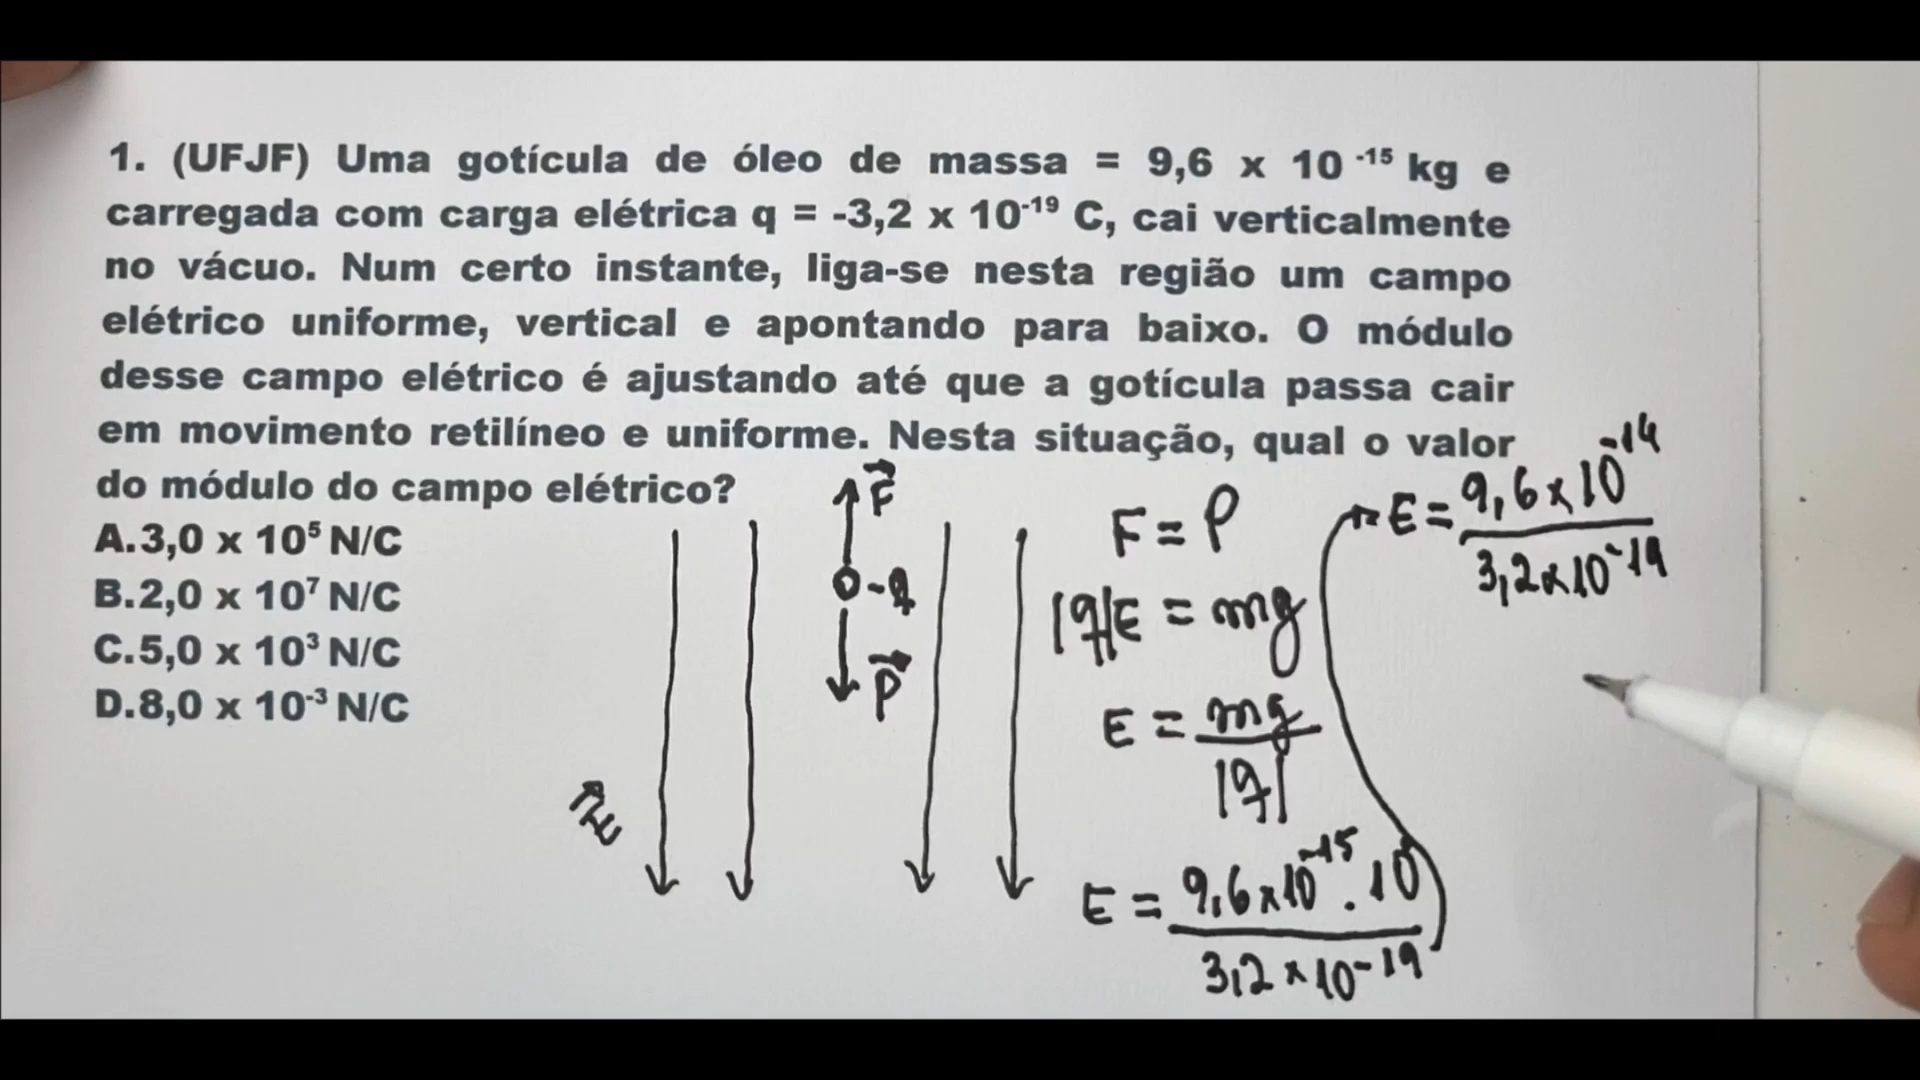 1. (UFJF) Uma gotícula de óleo de massa = 9,6 x 10 -15 kg e
carregada com carga elétrica q = -3,2 x 10-19 C, cai verticalmente
no vácuo. Num certo instante, liga-se nesta região um campo
elétrico uniforme, vertical e apontando para baixo. O módulo
desse campo elétrico é ajustando até que a gotícula passa cair
em movimento retilíneo e uniforme. Nesta situação, qual o valor
do módulo do campo elétrico?
A.3,0 x 10⁵ N/C
B.2,0 x 10⁷ N/C
C.5,0 x 10³ N/C
D.8,0 x 10-³ N/C
F
-q
P
E
F = P
|q|E = mg
E = mg
|q|
E = 9,6x10-15 . 10
3,2 x 10-19
E = 9,6x10-14
3,2x10-19